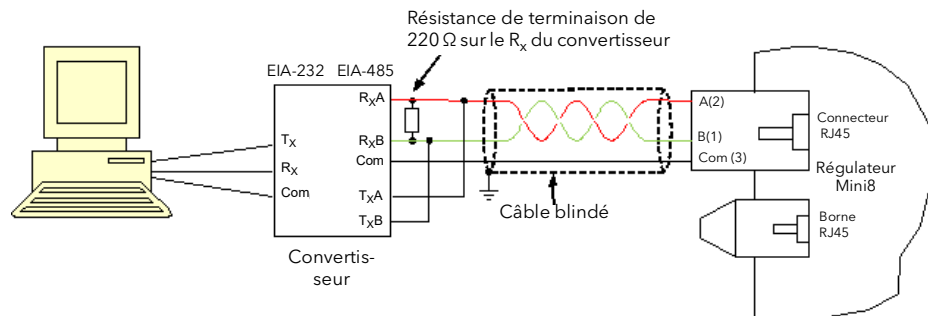 Résistance de terminaison de
220 Ω sur le Rx du convertisseur
EIA-232 EIA-485
RXA
RXB
Com
TXA
TXB
TX
RX
Com
Convertis-
seur
Câble blindé
A(2)
B(1)
Com (3)
Connecteur
RJ45
Régulateur
Mini8
Borne
RJ45